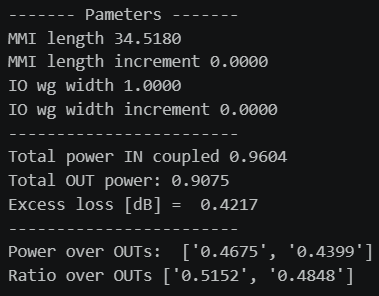 ------- Pameters -------
MMI length 34.5180
MMI length increment 0.0000
IO wg width 1.0000
IO wg width increment 0.0000
------------------------
Total power IN coupled 0.9604
Total OUT power: 0.9075
Excess loss [dB] =  0.4217
------------------------
Power over OUTs:  ['0.4675', '0.4399']
Ratio over OUTs ['0.5152', '0.4848']